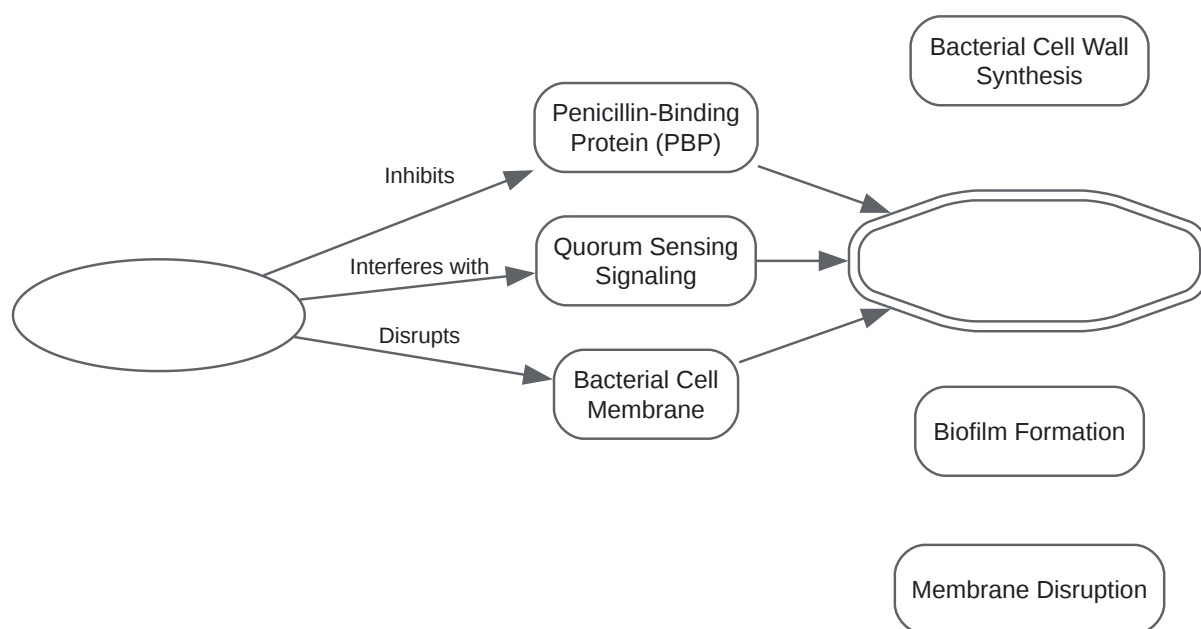 Bacterial Cell Wall
Synthesis
Penicillin-Binding
Protein (PBP)
Inhibits
Interferes with
Quorum Sensing
Signaling
Disrupts
Bacterial Cell
Membrane
Biofilm Formation
Membrane Disruption